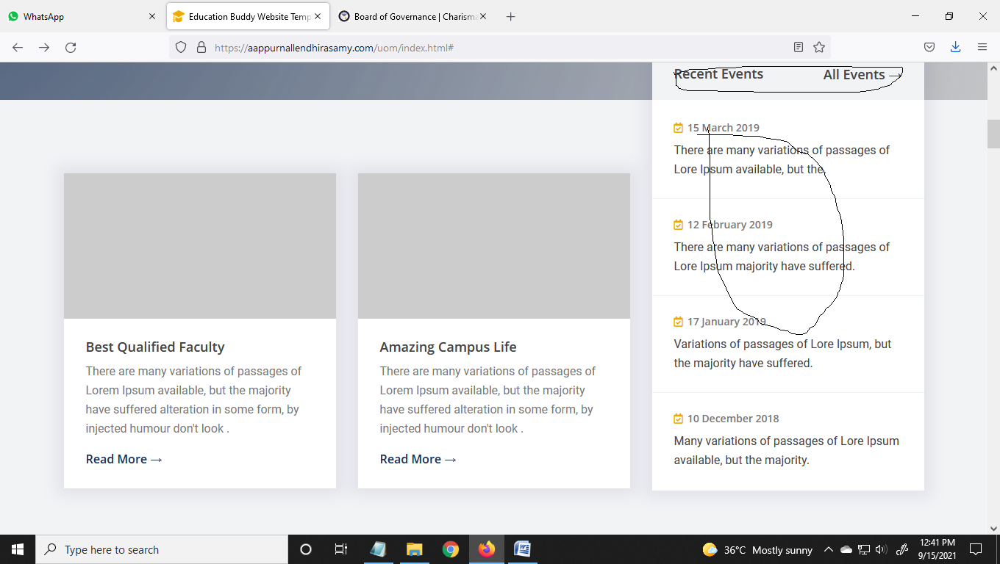 WhatsApp
Education Buddy Website Temp
Board of Governance | Charisma
https://aappurnallendhirasamy.com/uom/index.html#
Recent Events
All Events →
15 March 2019
There are many variations of passages of
Lore Ipsum available, but the.
12 February 2019
There are many variations of passages of
Lore Ipsum majority have suffered.
17 January 2019
Variations of passages of Lore Ipsum, but
the majority have suffered.
10 December 2018
Many variations of passages of Lore Ipsum
available, but the majority.
Best Qualified Faculty
There are many variations of passages of
Lorem Ipsum available, but the majority
have suffered alteration in some form, by
injected humour don't look .
Read More →
Amazing Campus Life
There are many variations of passages of
Lorem Ipsum available, but the majority
have suffered alteration in some form, by
injected humour don't look .
Read More →
Type here to search
36°C Mostly sunny
12:41 PM
9/15/2021